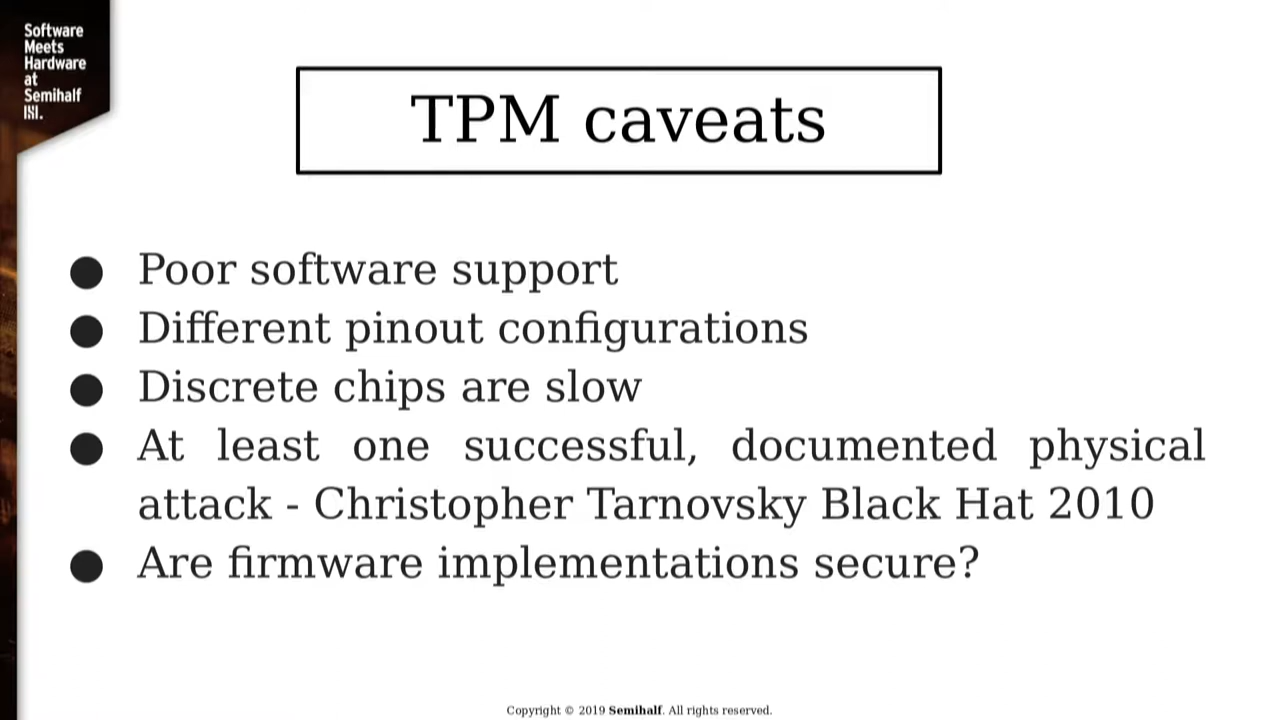 Software
Meets
Hardware
at
Semihalf
TPM caveats
● Poor software support
● Different pinout configurations
● Discrete chips are slow
● At least one successful, documented physical
attack - Christopher Tarnovsky Black Hat 2010
● Are firmware implementations secure?
Copyright © 2019 Semihalf. All rights reserved.